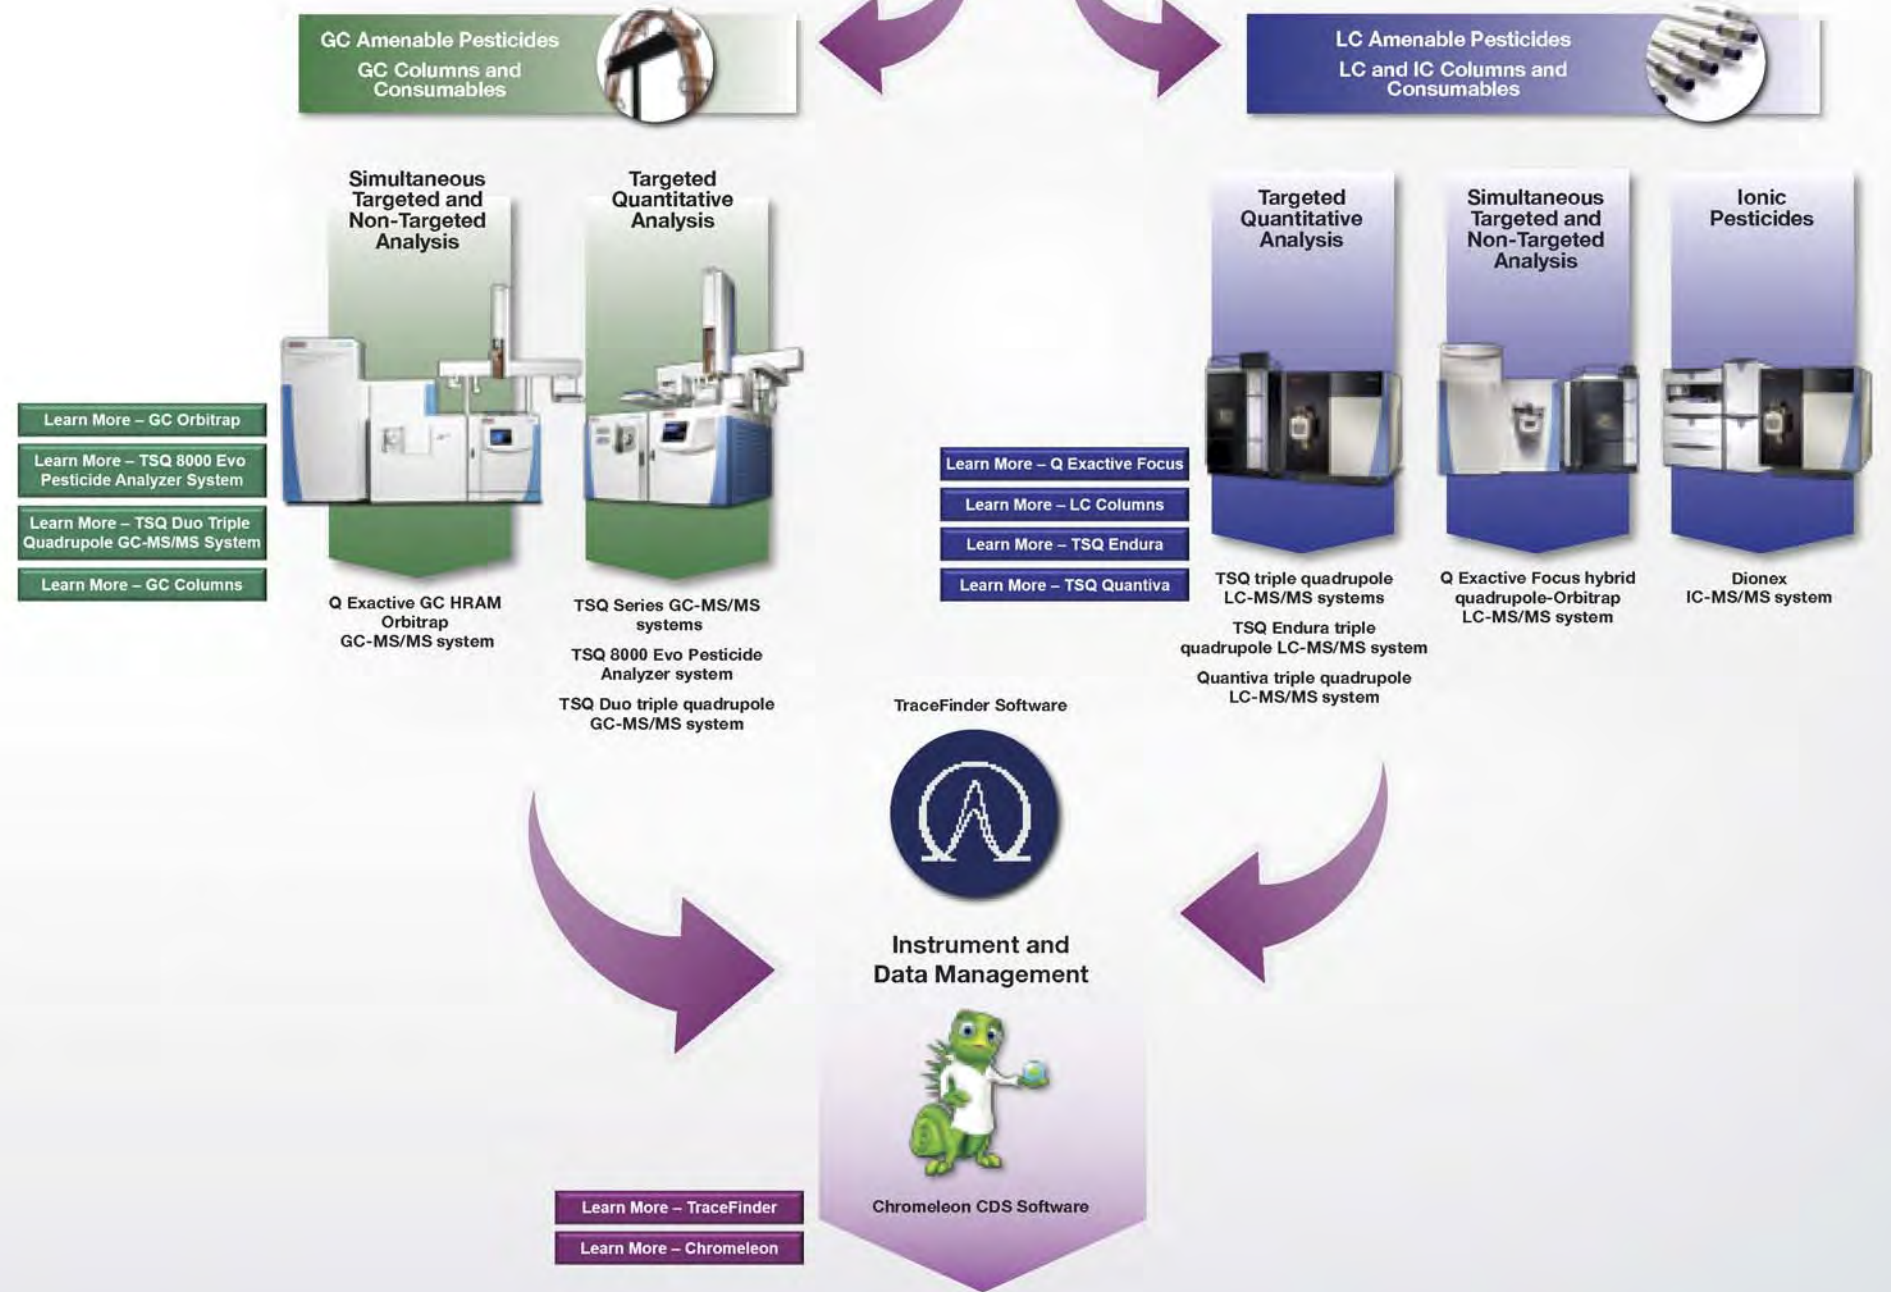 GC Amenable Pesticides
GC Columns and
Consumables
LC Amenable Pesticides
LC and IC Columns and
Consumables
Simultaneous
Targeted and
Non-Targeted
Analysis
Targeted
Quantitative
Analysis
Targeted
Quantitative
Analysis
Simultaneous
Targeted and
Non-Targeted
Analysis
Ionic
Pesticides
Learn More – GC Orbitrap
Learn More – TSQ 8000 Evo
Pesticide Analyzer System
Learn More – TSQ Duo Triple
Quadrupole GC-MS/MS System
Learn More – GC Columns
Learn More – Q Exactive Focus
Learn More – LC Columns
Learn More – TSQ Endura
Learn More – TSQ Quantiva
Q Exactive GC HRAM
Orbitrap
GC-MS/MS system
TSQ Series GC-MS/MS
systems
TSQ 8000 Evo Pesticide
Analyzer system
TSQ Duo triple quadrupole
GC-MS/MS system
TSQ triple quadrupole
LC-MS/MS systems
TSQ Endura triple
quadrupole LC-MS/MS system
Quantiva triple quadrupole
LC-MS/MS system
Q Exactive Focus hybrid
quadrupole-Orbitrap
LC-MS/MS system
Dionex
IC-MS/MS system
TraceFinder Software
Instrument and
Data Management
Chromeleon CDS Software
Learn More – TraceFinder
Learn More – Chromeleon